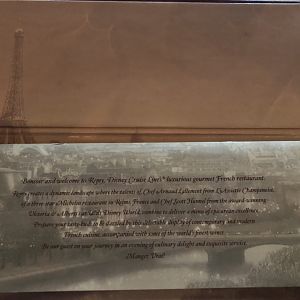 Bonsoir and welcome to Remy, Disney Cruise Line's® luxurious gourmet French restaurant.
Remy creates a dynamic landscape where the talents of Chef Arnaud Lallement from L'Assiette Champenoise,
of a three-star Michelin restaurant in Reims, France and Chef Scott Hunnel from the award-winning
Victoria & Albert's at Walt Disney World, combine to deliver a menu of epicurean excellence.
Prepare your taste-buds to be dazzled by this delectable display of contemporary and modern
French cuisine, accompanied with some of the world's finest wines.
Be our guest on your journey in an evening of culinary delight and exquisite service.
Mangez Bien!